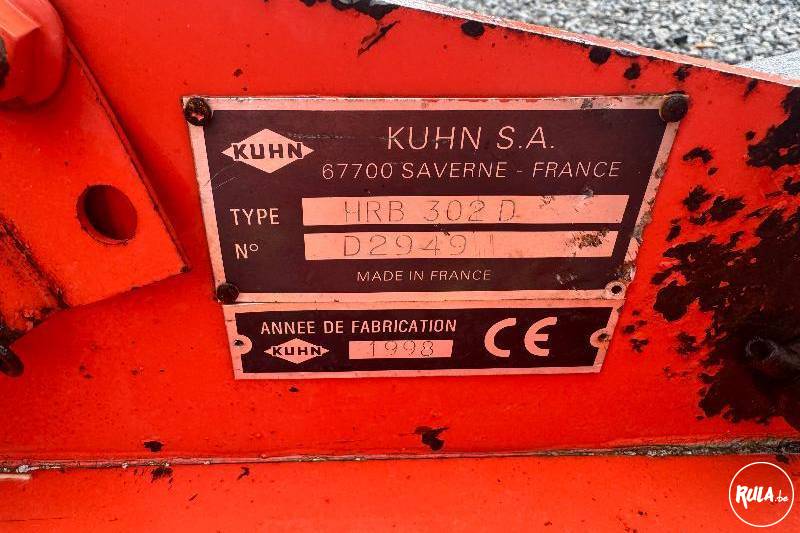 KUHN
KUHN S.A.
67700 SAVERNE - FRANCE
TYPE HRB 302 D
N° D2949
MADE IN FRANCE
ANNEE DE FABRICATION
KUHN 1998 CE
RULA.be